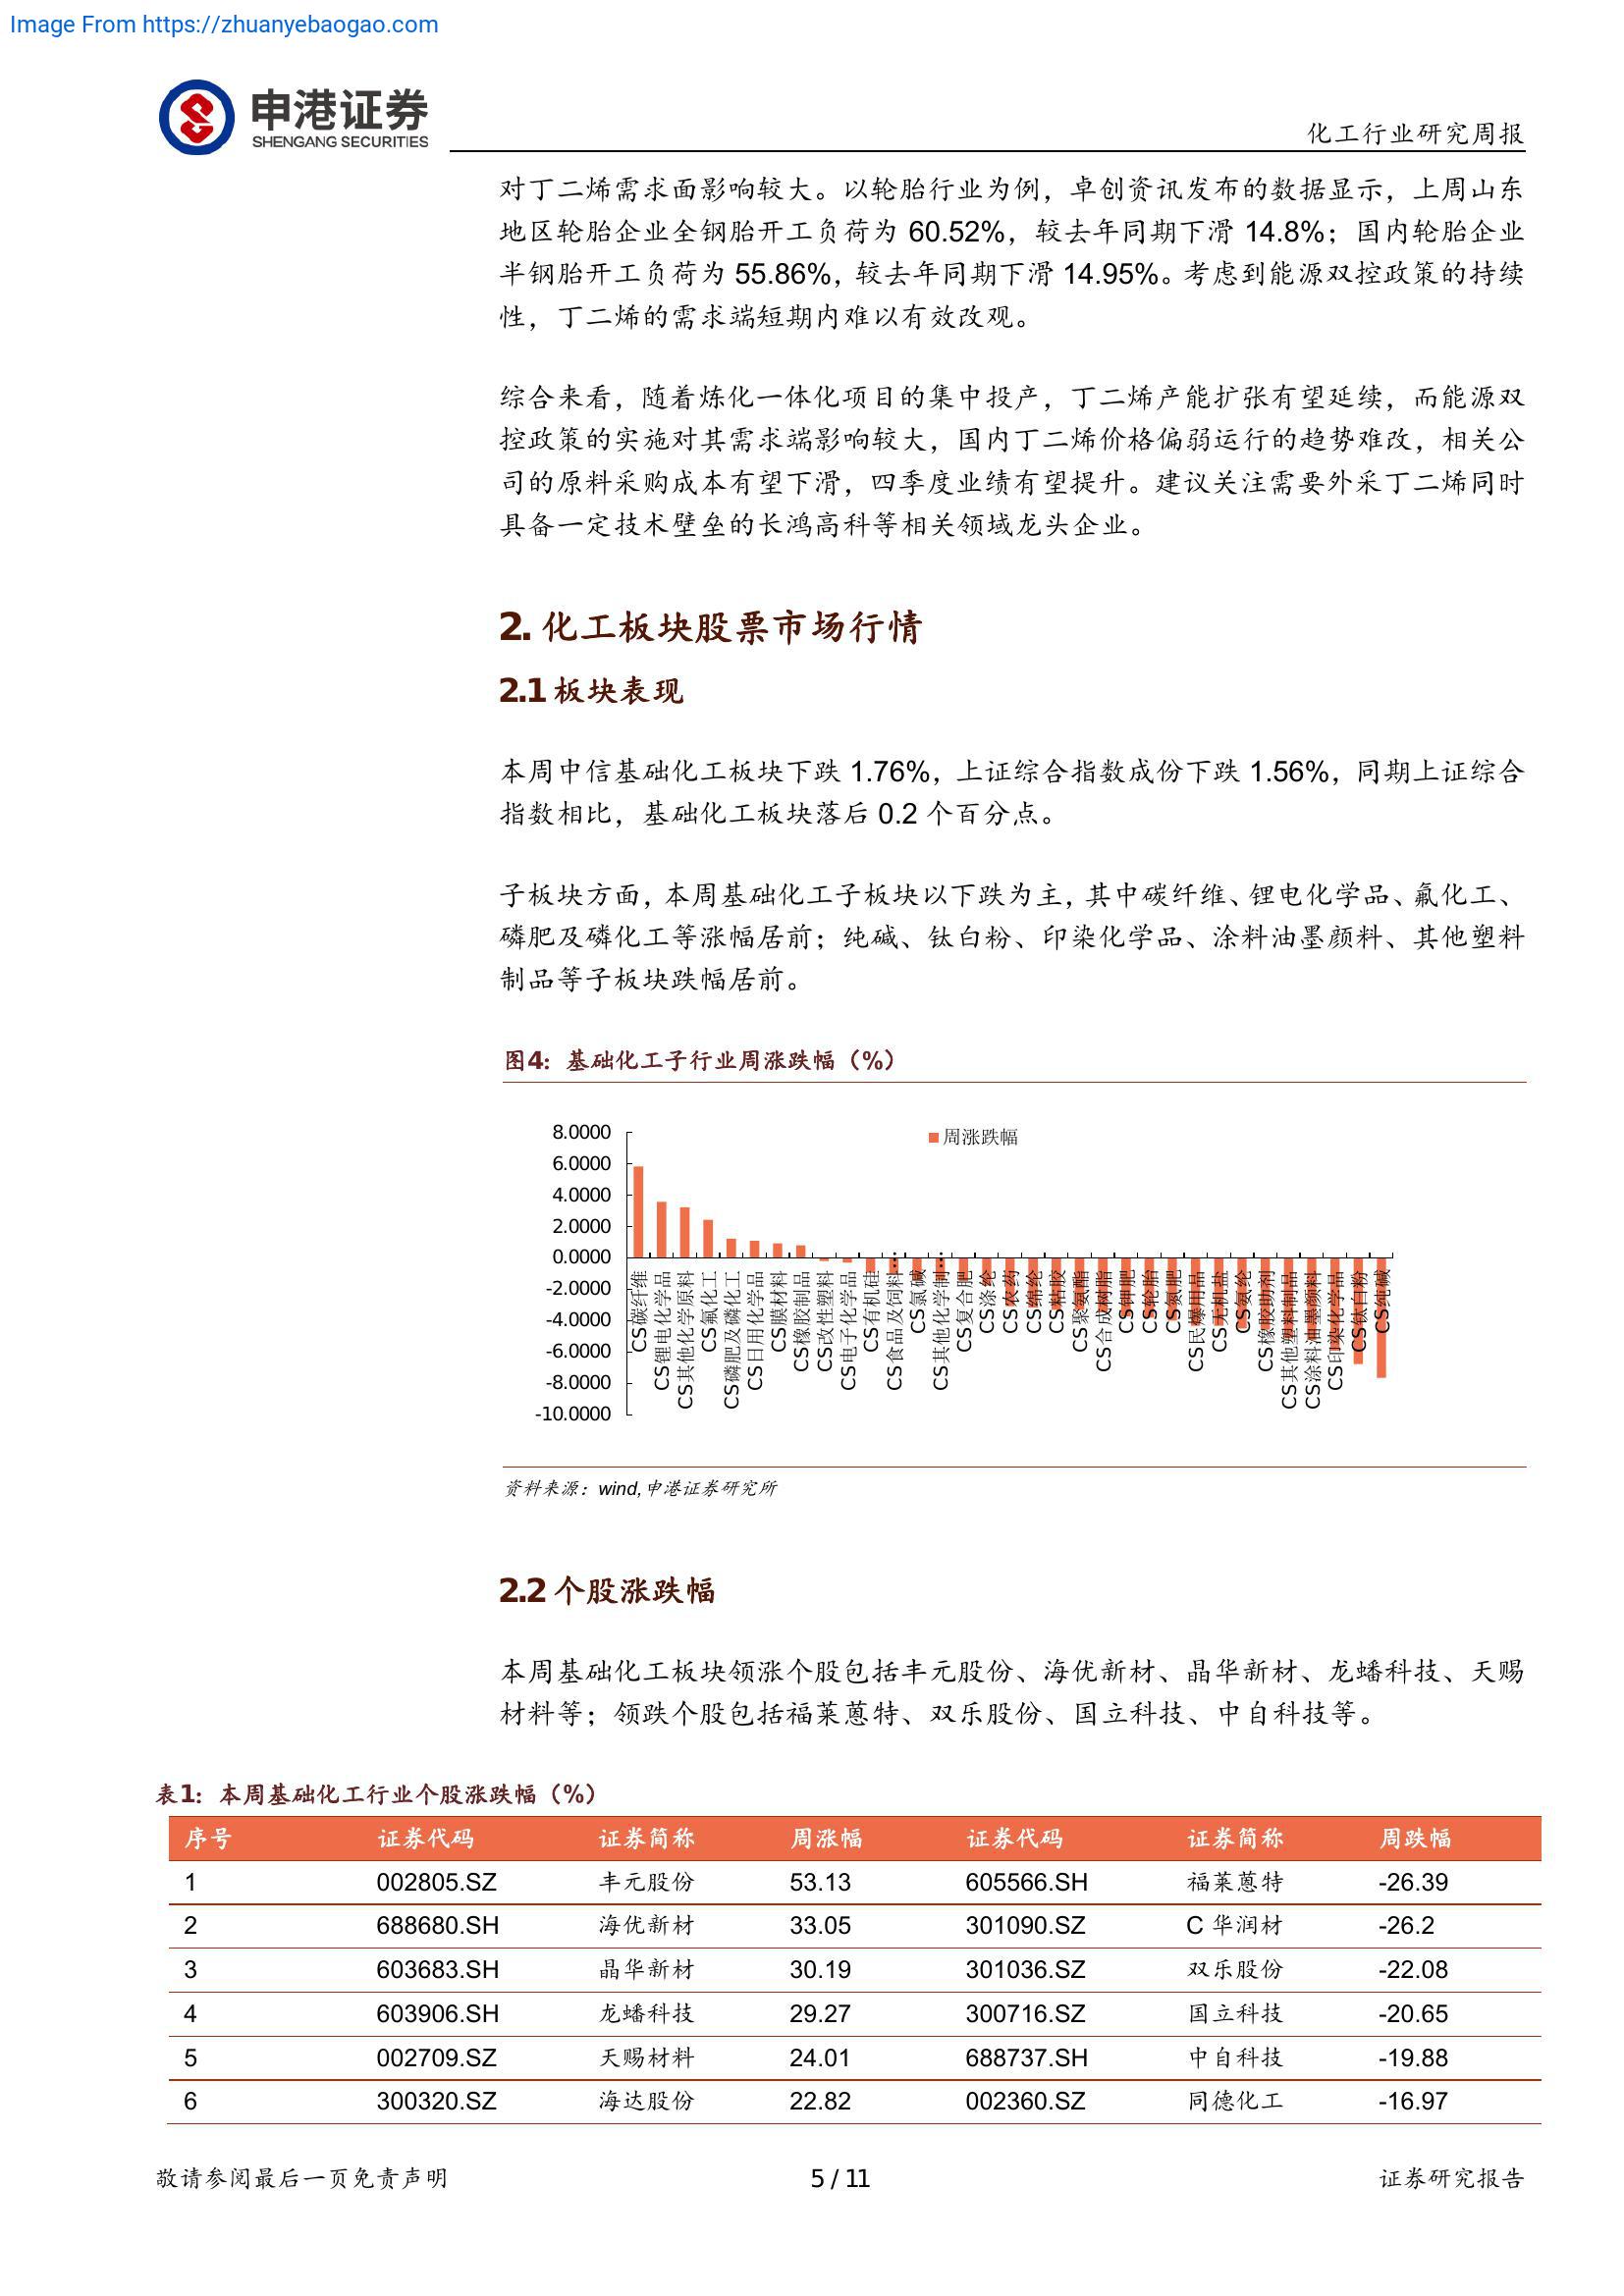 Image From https://zhuanyebaogao.com
申港证券
SHENGANG SECURITIES
化工行业研究周报
对丁二烯需求面影响较大。以轮胎行业为例，卓创资讯发布的数据显示，上周山东
地区轮胎企业全钢胎开工负荷为 60.52%，较去年同期下滑 14.8%；国内轮胎企业
半钢胎开工负荷为 55.86%，较去年同期下滑 14.95%。考虑到能源双控政策的持续
性，丁二烯的需求端短期内难以有效改观。
综合来看，随着炼化一体化项目的集中投产，丁二烯产能扩张有望延续，而能源双
控政策的实施对其需求端影响较大，国内丁二烯价格偏弱运行的趋势难改，相关公
司的原料采购成本有望下滑，四季度业绩有望提升。建议关注需要外采丁二烯同时
具备一定技术壁垒的长鸿高科等相关领域龙头企业。
2. 化工板块股票市场行情
2.1 板块表现
本周中信基础化工板块下跌 1.76%，上证综合指数成份下跌 1.56%，同期上证综合
指数相比，基础化工板块落后 0.2 个百分点。
子板块方面，本周基础化工子板块以下跌为主，其中碳纤维、锂电化学品、氟化工、
磷肥及磷化工等涨幅居前；纯碱、钛白粉、印染化学品、涂料油墨颜料、其他塑料
制品等子板块跌幅居前。
图4：基础化工子行业周涨跌幅（%）
周涨跌幅
8.0000
6.0000
4.0000
2.0000
0.0000
-2.0000
-4.0000
-6.0000
-8.0000
-10.0000
CS碳纤维
CS锂电化学品
CS其他化学原料
CS氟化工
CS磷肥及磷化工
CS日用化学品
CS膜材料
CS橡胶制品
CS改性塑料
CS电子化学品
CS有机硅
CS食品及饲料…
CS氯碱
CS其他化学制…
CS复合肥
CS涤纶
CS农药
CS绵纶
CS粘胶
CS聚氨酯
CS合成树脂
CS钾肥
CS轮胎
CS氮肥
CS民爆用品
CS无机盐
CS氨纶
CS橡胶助剂
CS其他塑料制品
CS涂料油墨颜料
CS印染化学品
CS钛白粉
CS纯碱
资料来源：wind,申港证券研究所
2.2 个股涨跌幅
本周基础化工板块领涨个股包括丰元股份、海优新材、晶华新材、龙蟠科技、天赐
材料等；领跌个股包括福莱蒽特、双乐股份、国立科技、中自科技等。
表1：本周基础化工行业个股涨跌幅（%）
序号 证券代码 证券简称 周涨幅 证券代码 证券简称 周跌幅
1 002805.SZ 丰元股份 53.13 605566.SH 福莱蒽特 -26.39
2 688680.SH 海优新材 33.05 301090.SZ C 华润材 -26.2
3 603683.SH 晶华新材 30.19 301036.SZ 双乐股份 -22.08
4 603906.SH 龙蟠科技 29.27 300716.SZ 国立科技 -20.65
5 002709.SZ 天赐材料 24.01 688737.SH 中自科技 -19.88
6 300320.SZ 海达股份 22.82 002360.SZ 同德化工 -16.97
敬请参阅最后一页免责声明 5 / 11 证券研究报告